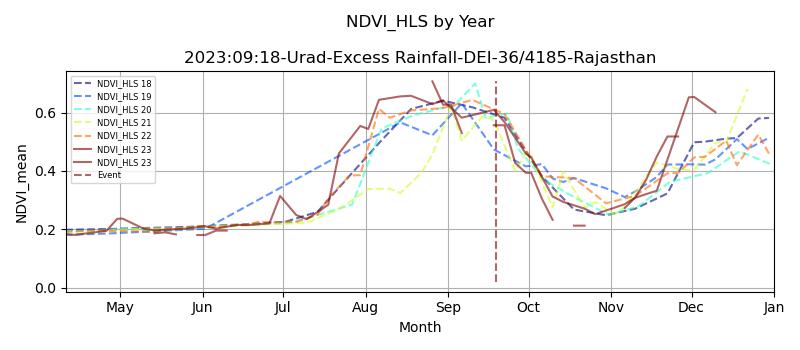 NDVI_HLS by Year
2023:09:18-Urad-Excess Rainfall-DEI-36/4185-Rajasthan
NDVI_HLS 18
NDVI_HLS 19
NDVI_HLS 20
NDVI_HLS 21
NDVI_HLS 22
NDVI_HLS 23
NDVI_HLS 23
Event
NDVI_mean
0.6
0.4
0.2
0.0
May Jun Jul Aug Sep Oct Nov Dec Jan
Month